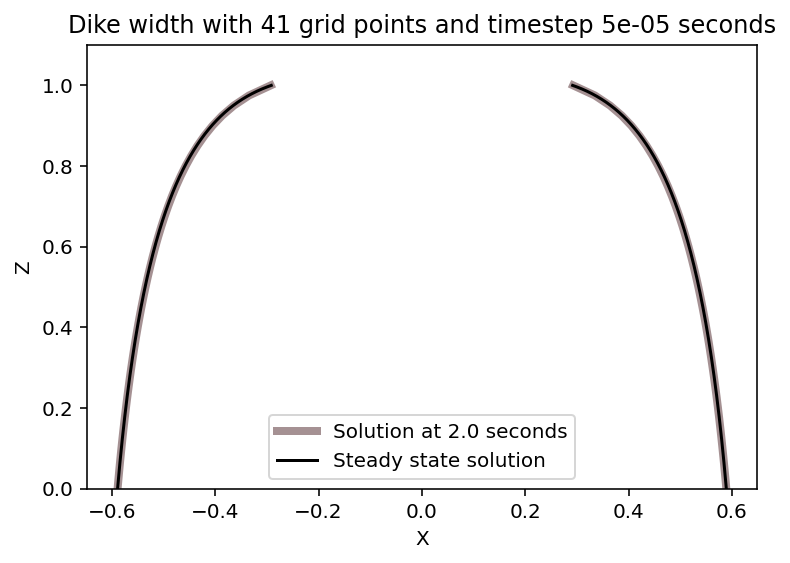 Dike width with 41 grid points and timestep 5e-05 seconds
Z
1.0
0.8
0.6
0.4
0.2
0.0
Solution at 2.0 seconds
Steady state solution
−0.6 −0.4 −0.2 0.0 0.2 0.4 0.6
X